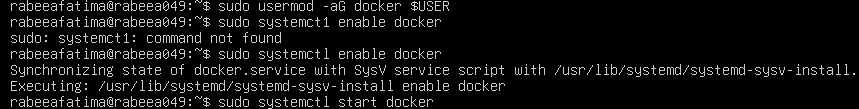 rabeeafatima@rabeea049:~$ sudo usermod -aG docker $USER
rabeeafatima@rabeea049:~$ sudo systemct1 enable docker
sudo: systemct1: command not found
rabeeafatima@rabeea049:~$ sudo systemctl enable docker
Synchronizing state of docker.service with SysV service script with /usr/lib/systemd/systemd-sysv-install.
Executing: /usr/lib/systemd/systemd-sysv-install enable docker
rabeeafatima@rabeea049:~$ sudo systemctl start docker